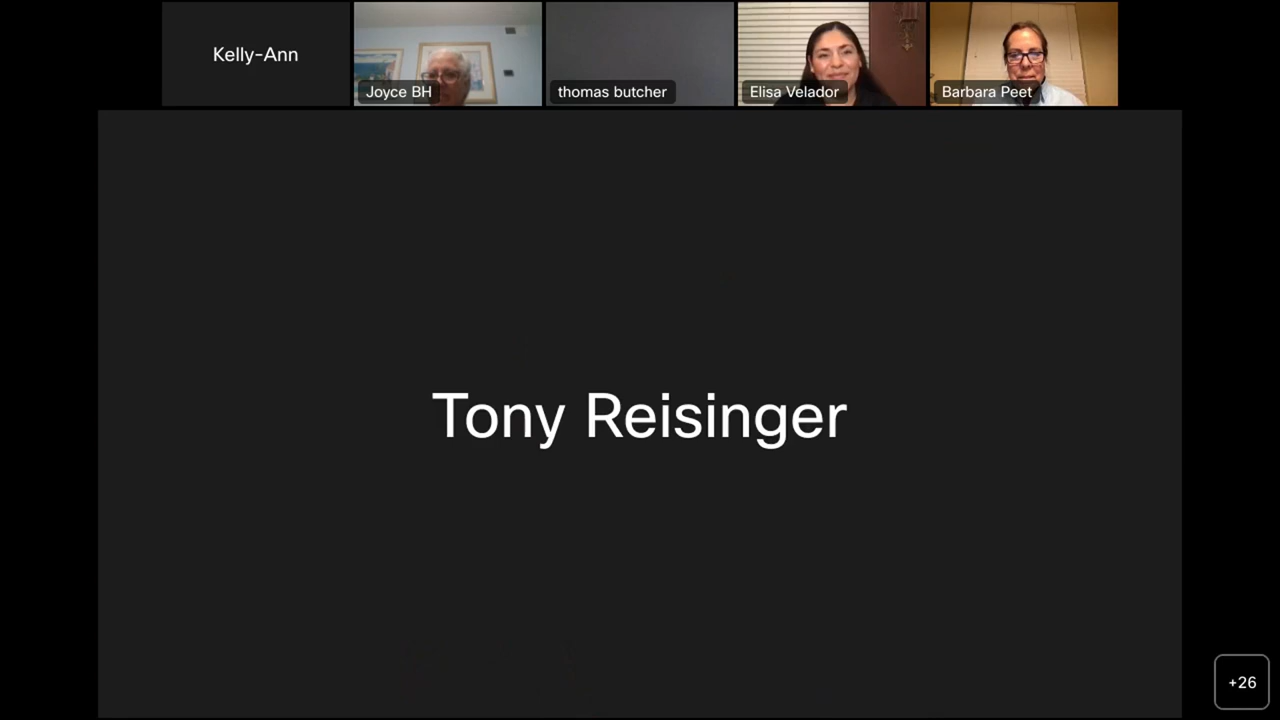 Kelly-Ann
Joyce BH
thomas butcher
Elisa Velador
Barbara Peet
Tony Reisinger
+26